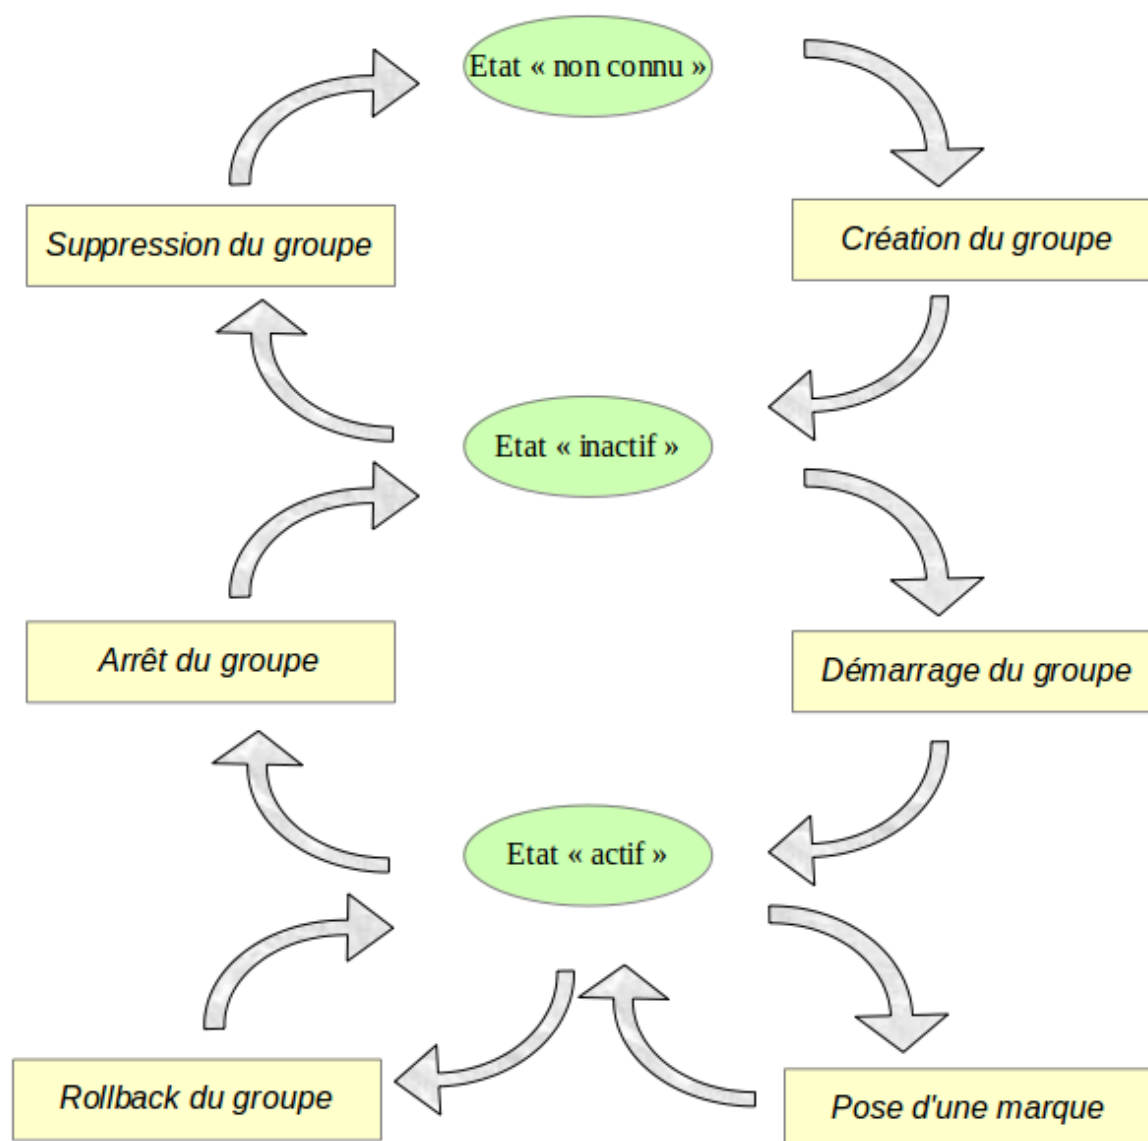 Etat « non connu »
Suppression du groupe
Création du groupe
Etat « inactif »
Arrêt du groupe
Démarrage du groupe
Etat « actif »
Rollback du groupe
Pose d'une marque